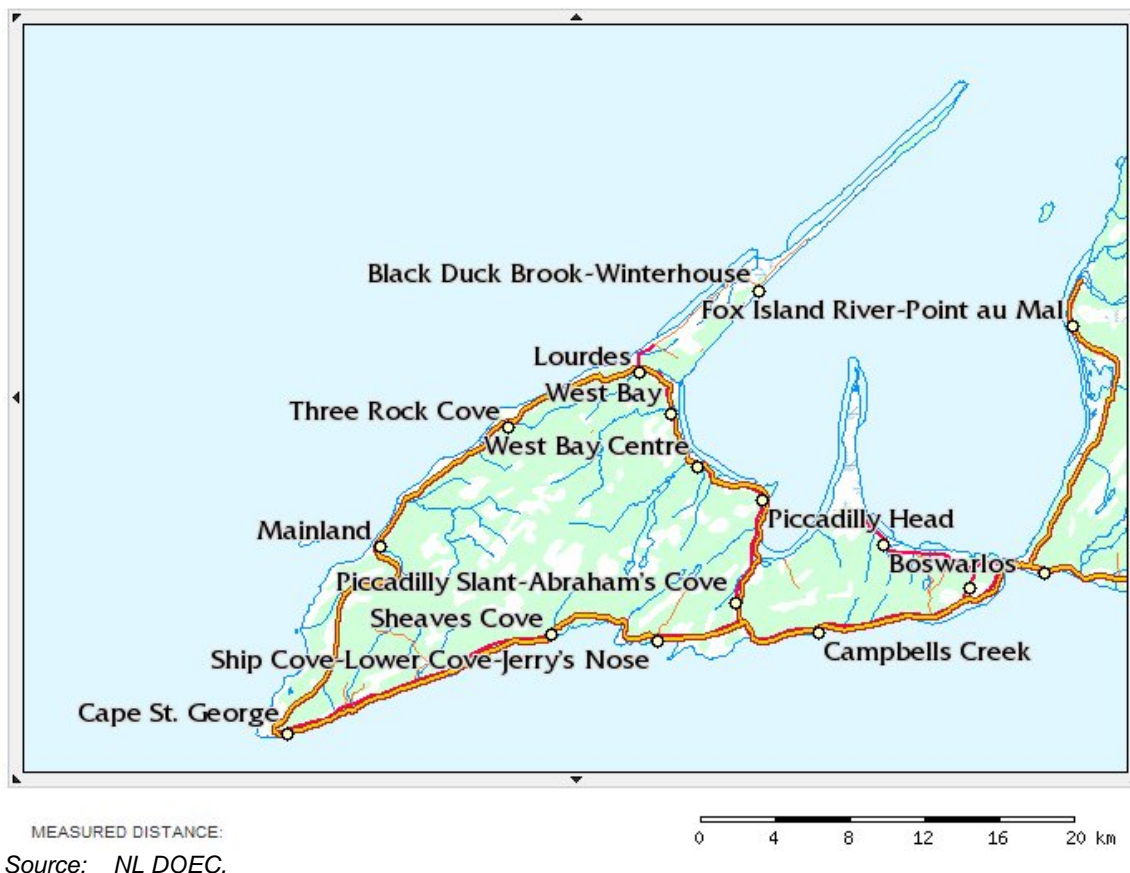 Black Duck Brook-Winterhouse
Fox Island River-Point au Mal
Lourdes
West Bay
Three Rock Cove
West Bay Centre
Piccadilly Head
Mainland
Boswarlos
Piccadilly Slant-Abraham's Cove
Sheaves Cove
Campbells Creek
Ship Cove-Lower Cove-Jerry's Nose
Cape St. George
MEASURED DISTANCE:
0 4 8 12 16 20 km
Source: NL DOEC.